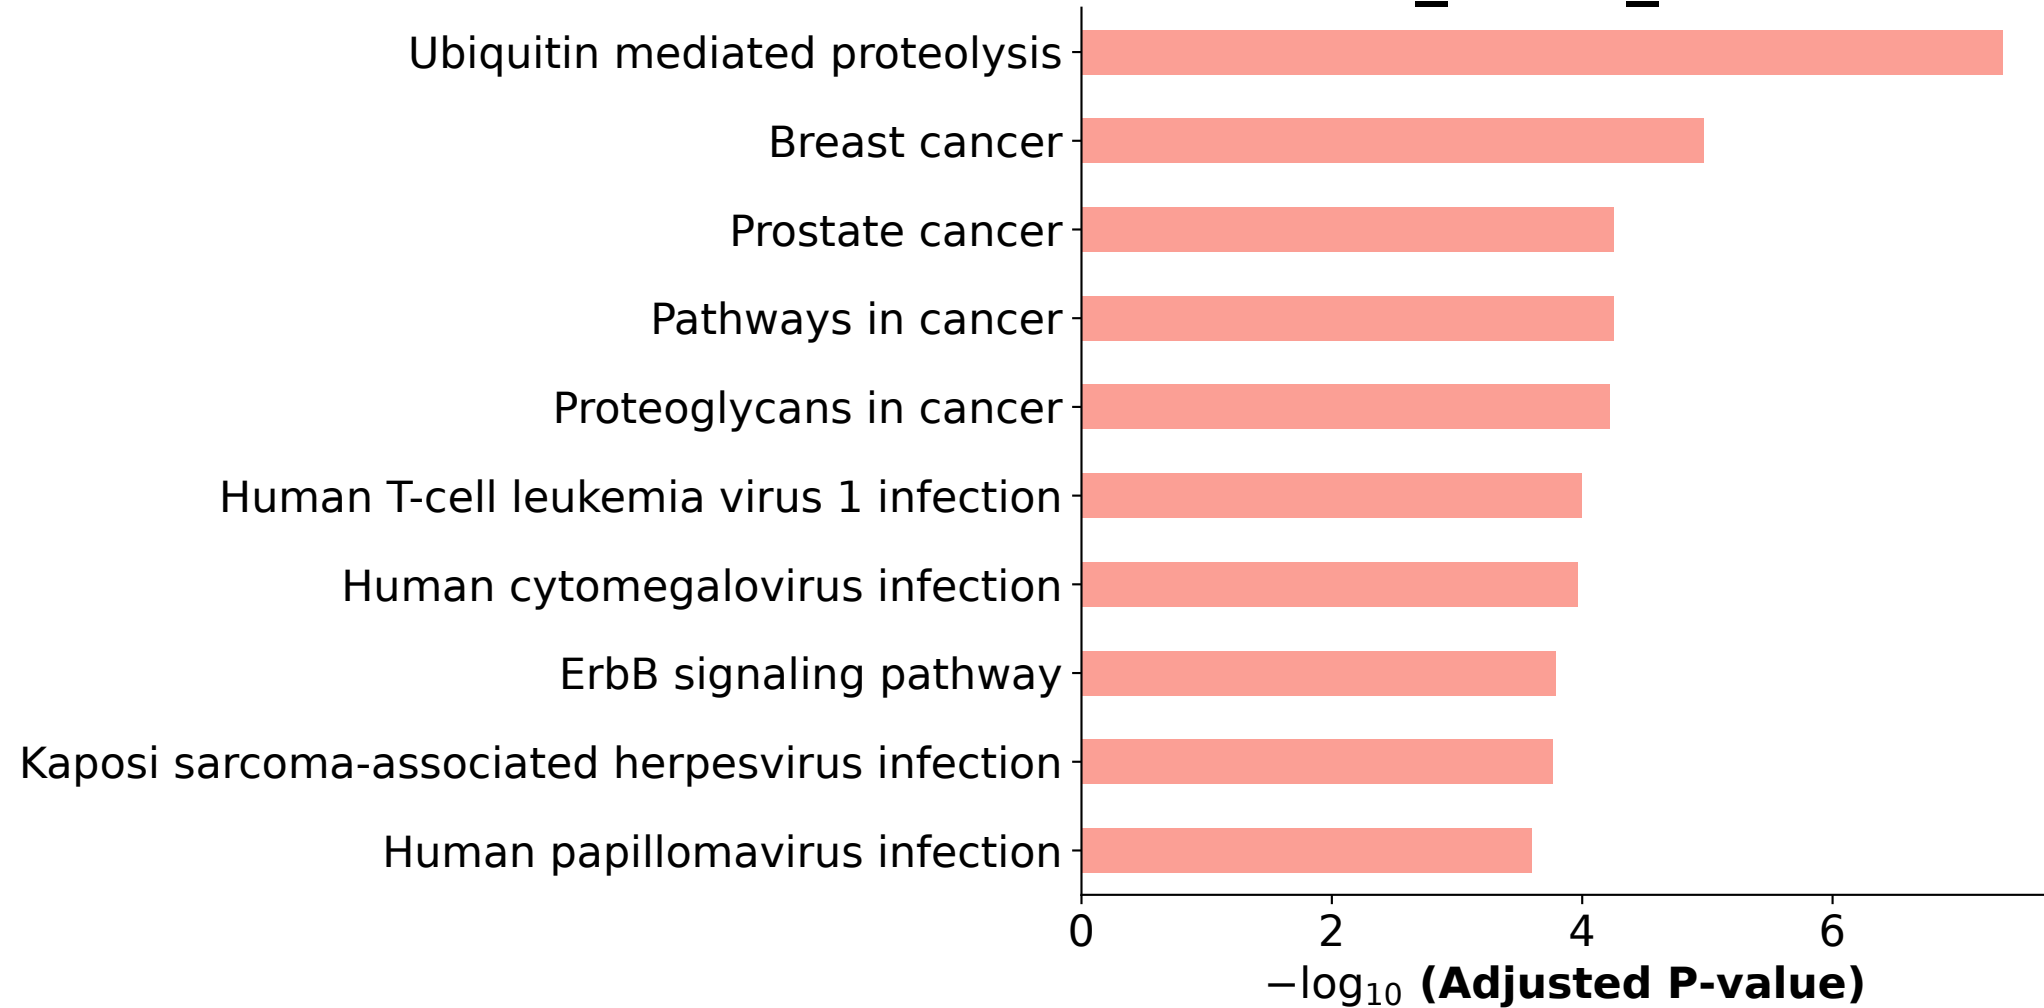 Ubiquitin mediated proteolysis
Breast cancer
Prostate cancer
Pathways in cancer
Proteoglycans in cancer
Human T-cell leukemia virus 1 infection
Human cytomegalovirus infection
ErbB signaling pathway
Kaposi sarcoma-associated herpesvirus infection
Human papillomavirus infection
0 2 4 6
−log₁₀ (Adjusted P-value)